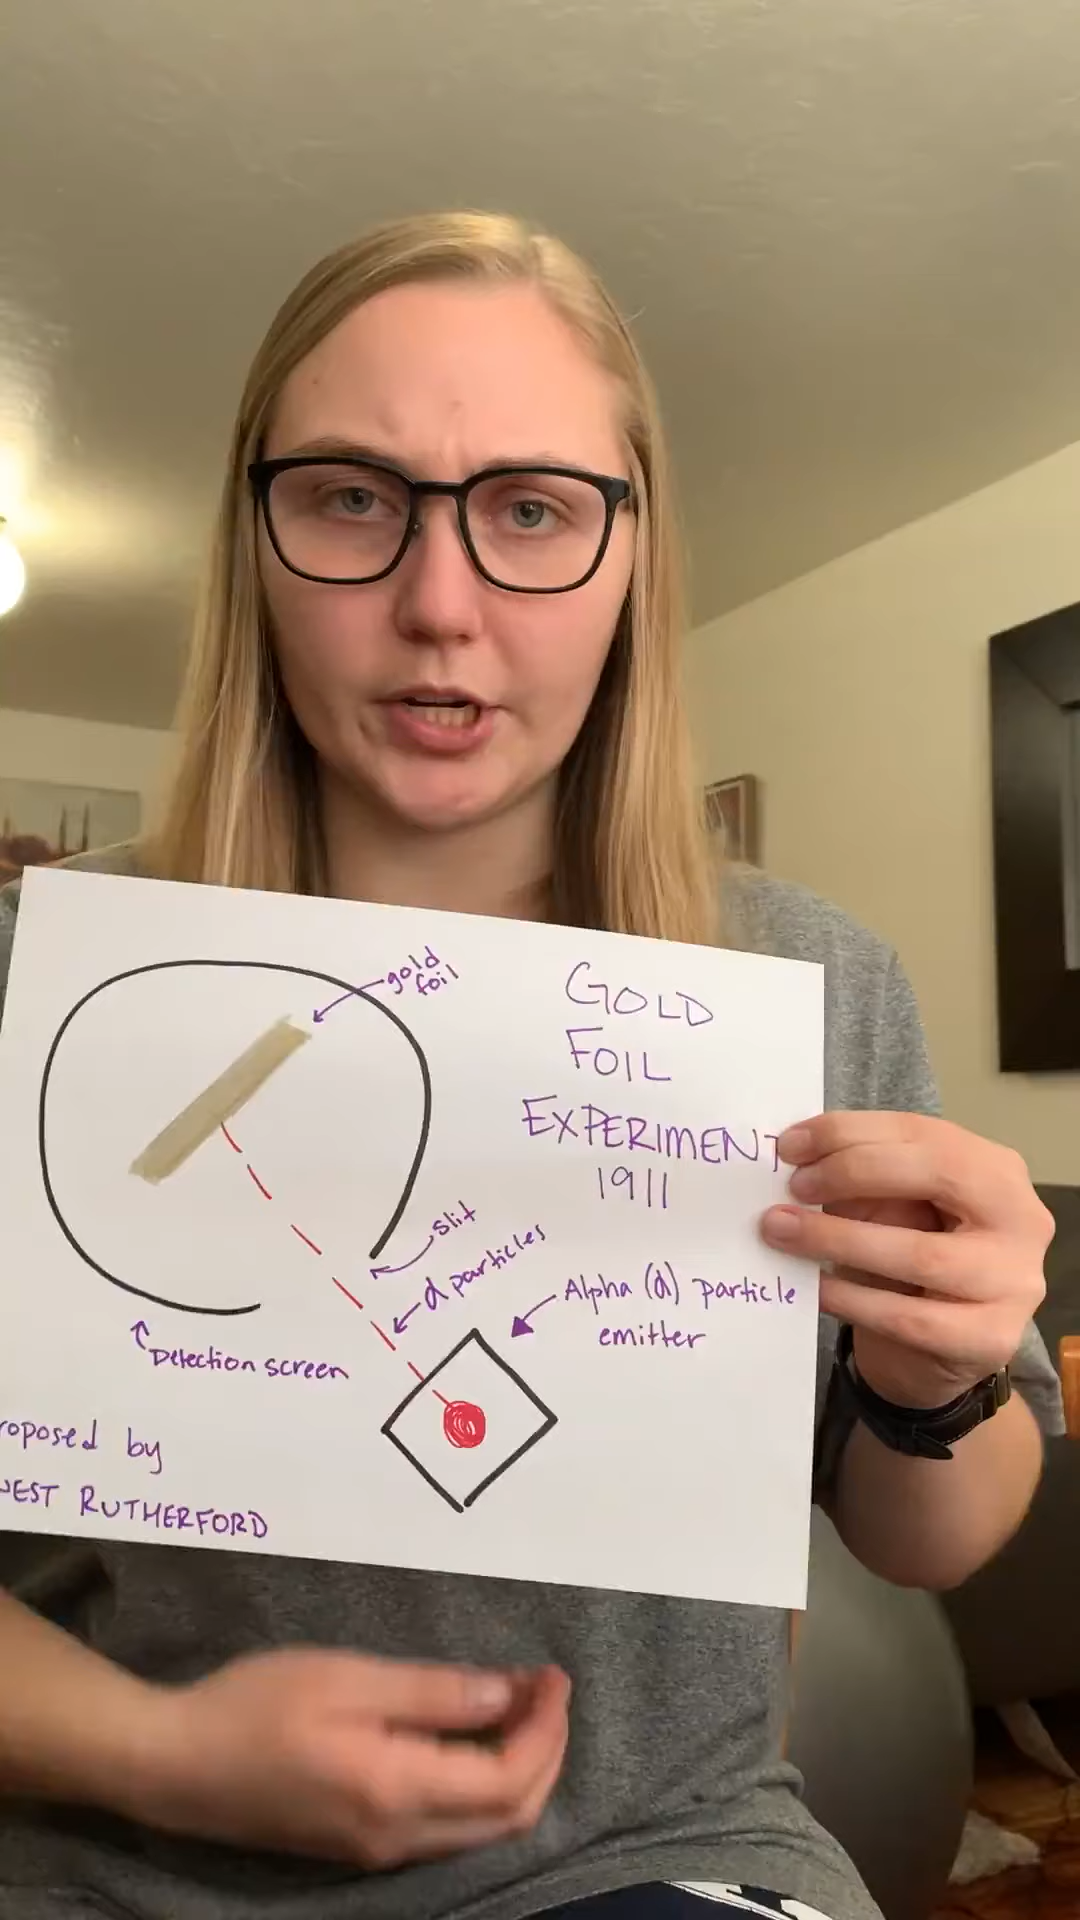 gold
foil
GOLD
FOIL
EXPERIMENT
1911
slit
α particles
Alpha (α) particle
emitter
Detection screen
roposed by
NEST RUTHERFORD